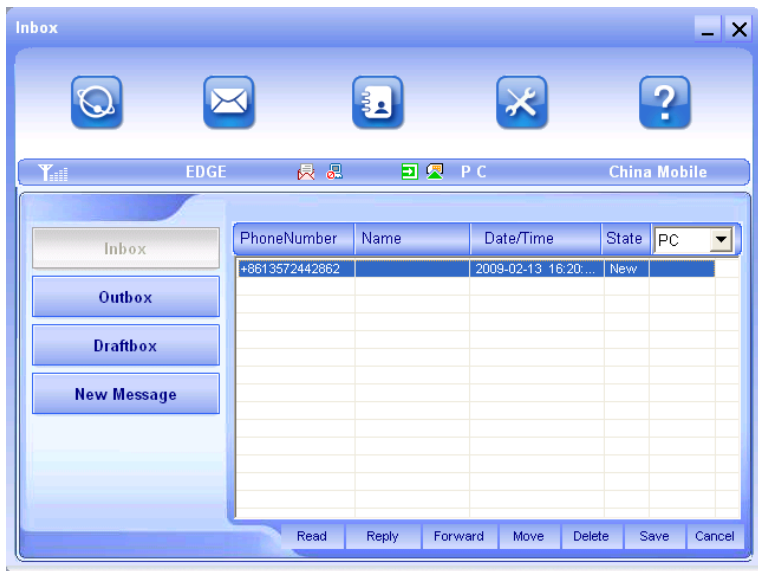 Inbox
EDGE PC China Mobile
Inbox
Outbox
Draftbox
New Message
PhoneNumber Name Date/Time State PC
+8613572442862 2009-02-13 16:20:... New
Read Reply Forward Move Delete Save Cancel